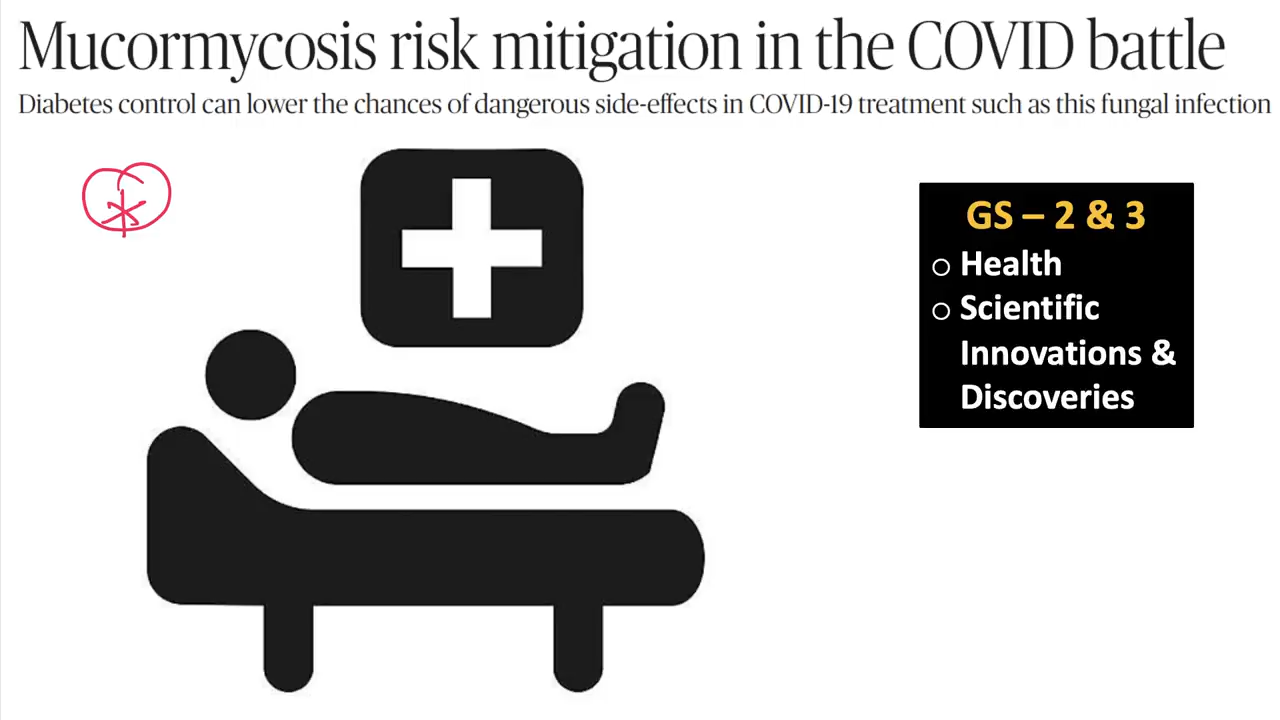 Mucormycosis risk mitigation in the COVID battle
Diabetes control can lower the chances of dangerous side-effects in COVID-19 treatment such as this fungal infection
GS – 2 & 3
Health
Scientific
Innovations &
Discoveries